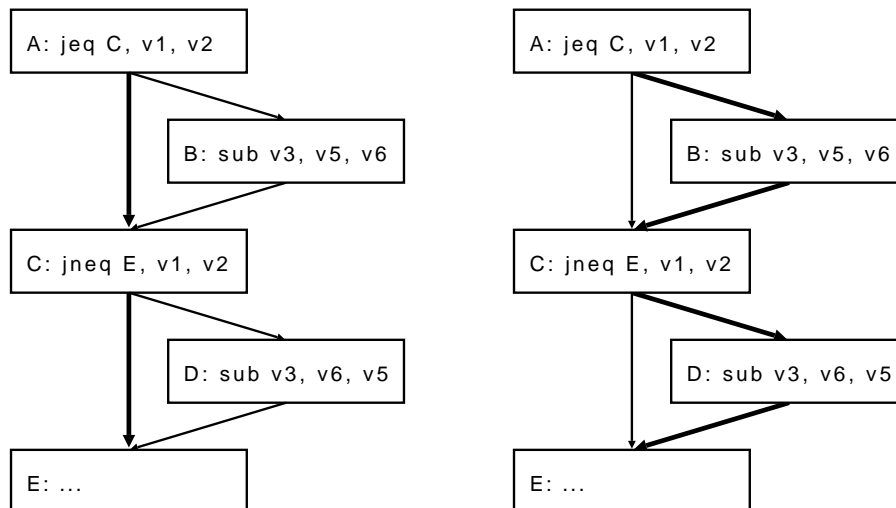 A: jeq C, v1, v2
B: sub v3, v5, v6
C: jneq E, v1, v2
D: sub v3, v6, v5
E: ...
A: jeq C, v1, v2
B: sub v3, v5, v6
C: jneq E, v1, v2
D: sub v3, v6, v5
E: ...